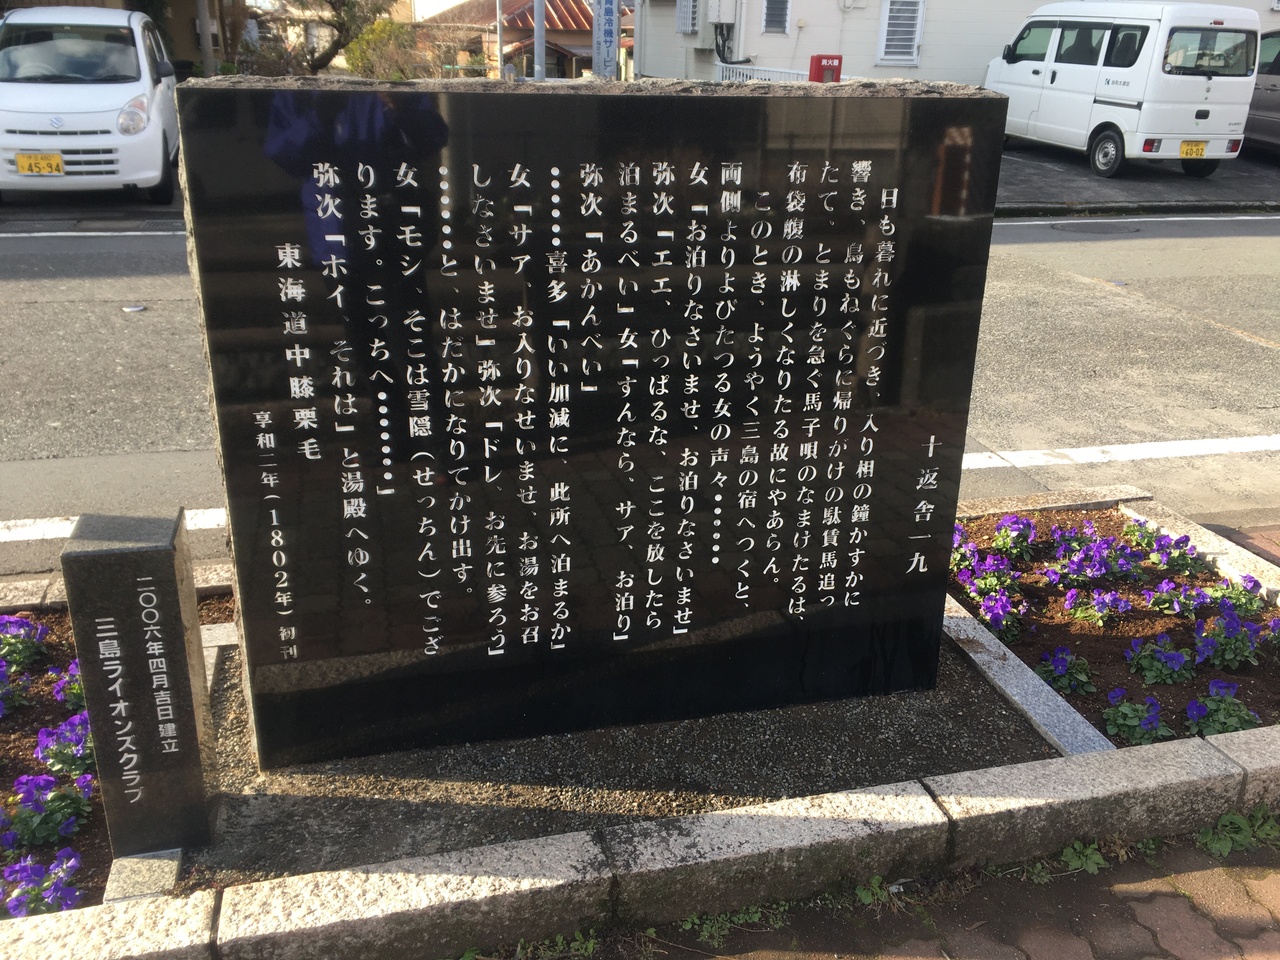 十返舎一九
日も暮れに近づき、入り相の鐘かすかに
響き、鳥もねぐらに帰りがけの駄賃馬追っ
たて、とまりを急ぐ馬子唄のなまけたるは、
布袋腹の淋しくなりたる故にやあらん。
このとき、ようやく三島の宿へつくと、
両側よりよびたつる女の声々・・・・・・
女「お泊りなさいませ、お泊りなさいませ」
弥次「エエ、ひっぱるな、ここを放したら
泊まるべい」女「すんなら、サア、お泊り」
弥次「あかんべい」
・・・・・・喜多「いい加減に、此所へ泊まるか」
女「サア、お入りなせいませ、お湯をお召
しなさいませ」弥次「ドレ、お先に参ろう」
・・・・・・と、はだかになりてかけ出す。
女「モシ、そこは雪隠(せっちん)でござ
ります。こっちへ・・・・・・」
弥次「ホイ、それは」と湯殿へゆく。
東海道中膝栗毛
享和二年(1802年)初刊
二〇〇六年四月吉日建立
三島ライオンズクラブ
45-94
60-02
消火器